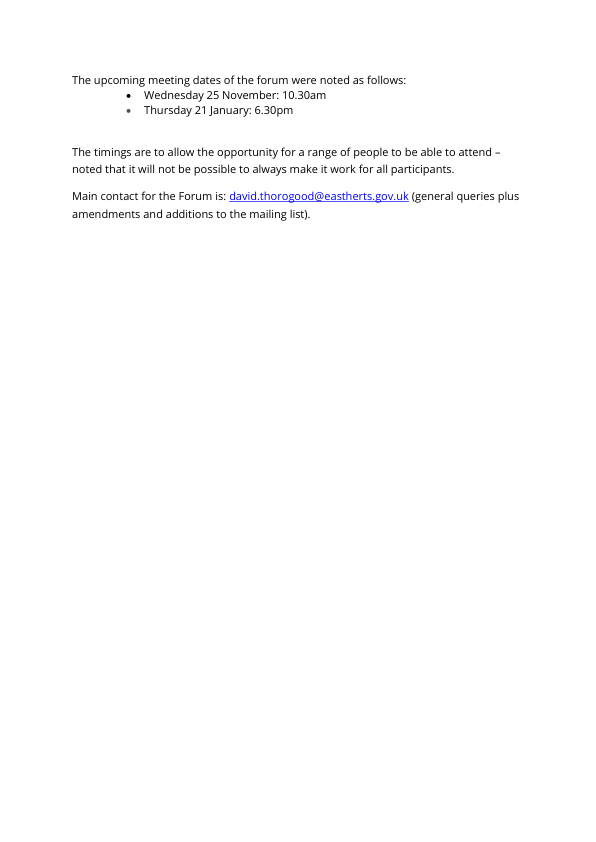 The upcoming meeting dates of the forum were noted as follows:
• Wednesday 25 November: 10.30am
• Thursday 21 January: 6.30pm
The timings are to allow the opportunity for a range of people to be able to attend –
noted that it will not be possible to always make it work for all participants.
Main contact for the Forum is: david.thorogood@eastherts.gov.uk (general queries plus
amendments and additions to the mailing list).